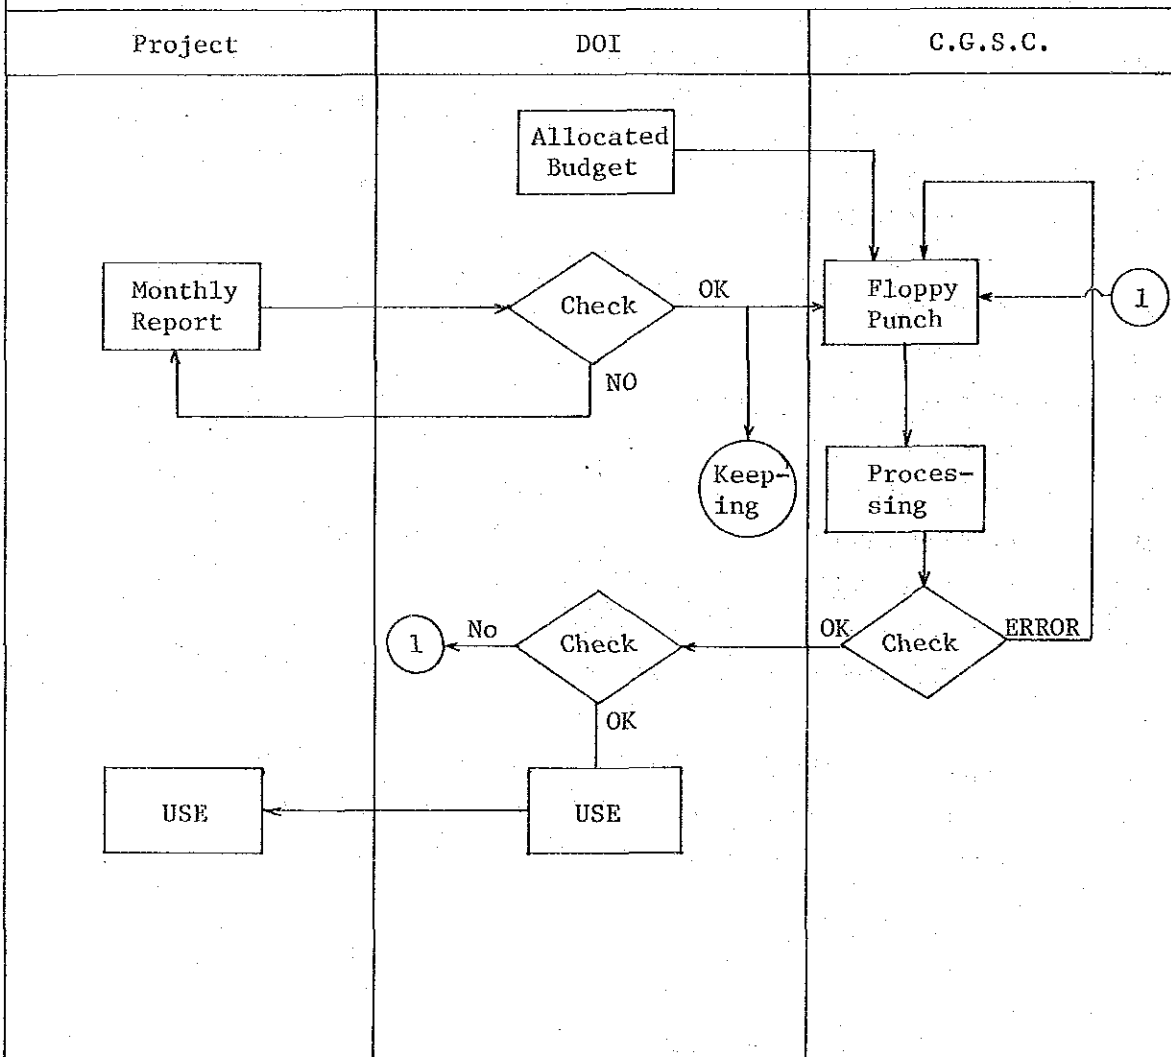 Project
DOI
C.G.S.C.
Allocated
Budget
Monthly
Report
Check
OK
NO
Floppy
Punch
1
Keep-
ing
Proces-
sing
1
No
Check
OK
OK
Check
ERROR
USE
USE